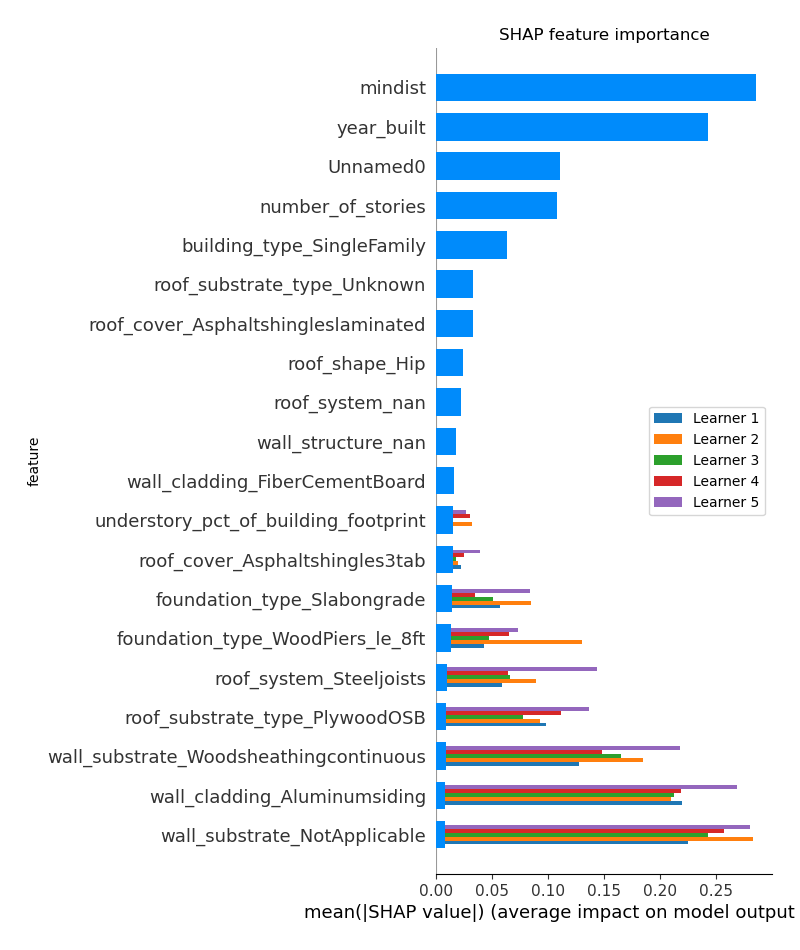 SHAP feature importance
mindist
year_built
Unnamed0
number_of_stories
building_type_SingleFamily
roof_substrate_type_Unknown
roof_cover_Asphaltshingleslaminated
roof_shape_Hip
roof_system_nan
wall_structure_nan
wall_cladding_FiberCementBoard
understory_pct_of_building_footprint
roof_cover_Asphaltshingles3tab
foundation_type_Slabongrade
foundation_type_WoodPiers_le_8ft
roof_system_Steeljoists
roof_substrate_type_PlywoodOSB
wall_substrate_Woodsheathingcontinuous
wall_cladding_Aluminumsiding
wall_substrate_NotApplicable
feature
Learner 1
Learner 2
Learner 3
Learner 4
Learner 5
0.00 0.05 0.10 0.15 0.20 0.25
mean(|SHAP value|) (average impact on model output